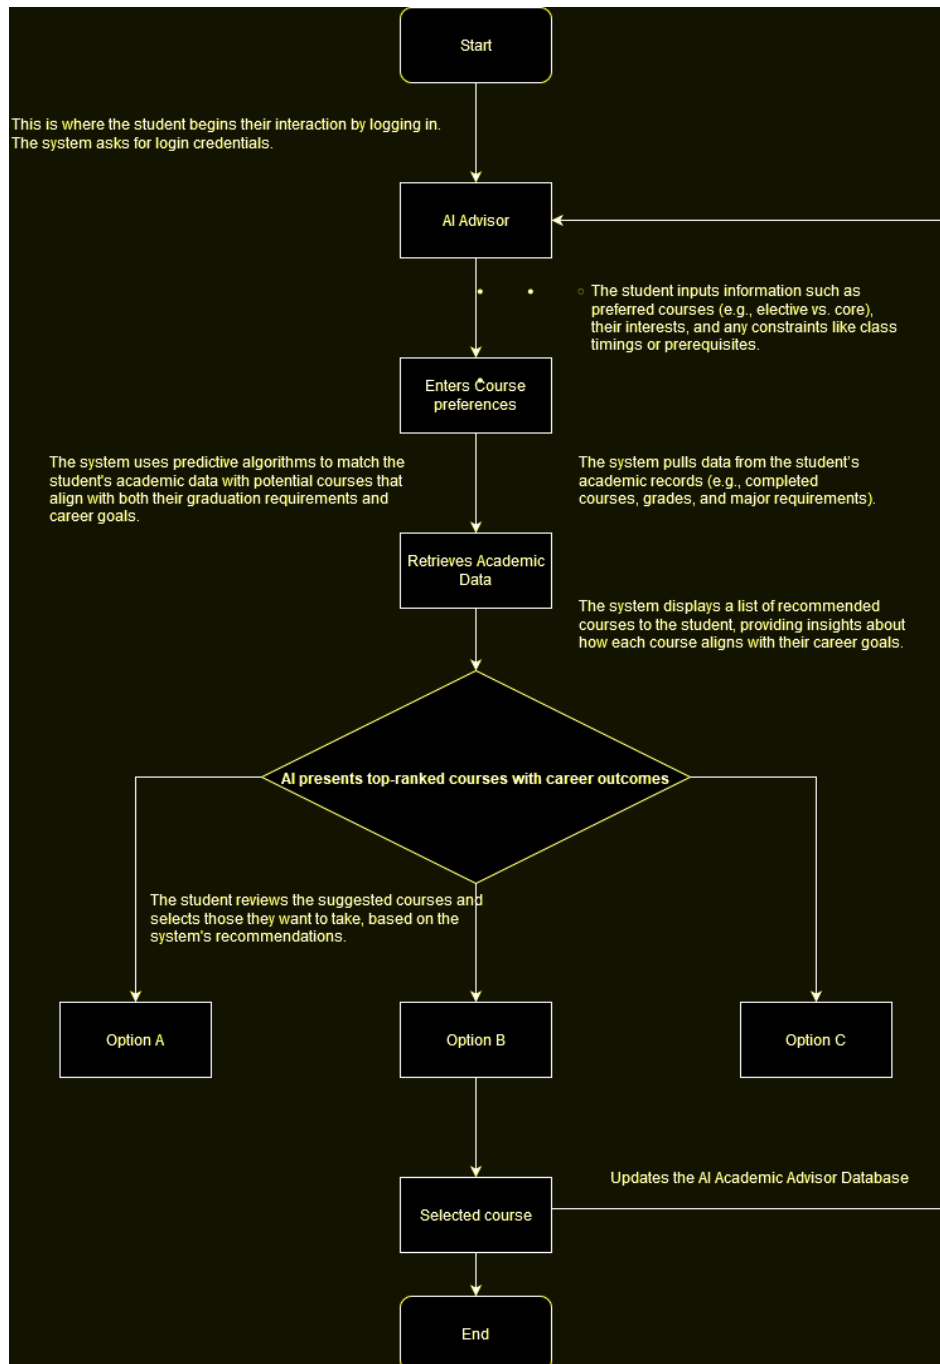 Start
This is where the student begins their interaction by logging in.
The system asks for login credentials.
AI Advisor
The student inputs information such as
preferred courses (e.g., elective vs. core),
their interests, and any constraints like class
timings or prerequisites.
Enters Course
preferences
The system uses predictive algorithms to match the
student's academic data with potential courses that
align with both their graduation requirements and
career goals.
The system pulls data from the student's
academic records (e.g., completed
courses, grades, and major requirements).
Retrieves Academic
Data
The system displays a list of recommended
courses to the student, providing insights about
how each course aligns with their career goals.
AI presents top-ranked courses with career outcomes
The student reviews the suggested courses and
selects those they want to take, based on the
system's recommendations.
Option A
Option B
Option C
Updates the AI Academic Advisor Database
Selected course
End